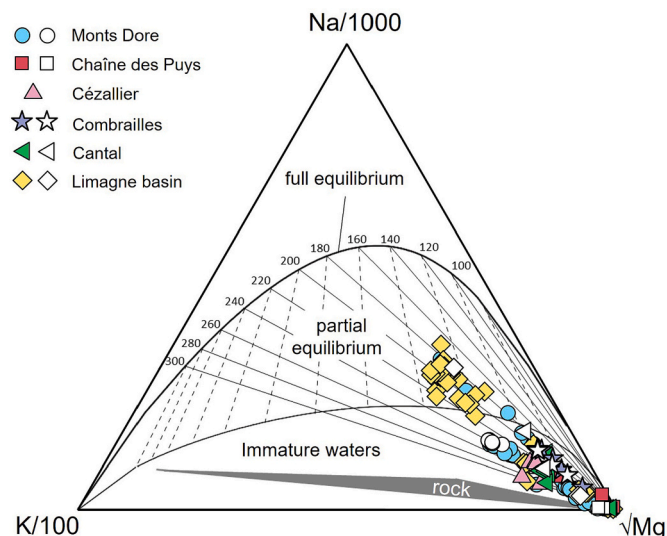 Na/1000
Monts Dore
Chaîne des Puys
Cézallier
Combrailles
Cantal
Limagne basin
full equilibrium
100
120
140
160
180
200
220
240
260
280
300
partial
equilibrium
Immature waters
rock
K/100
√Mg